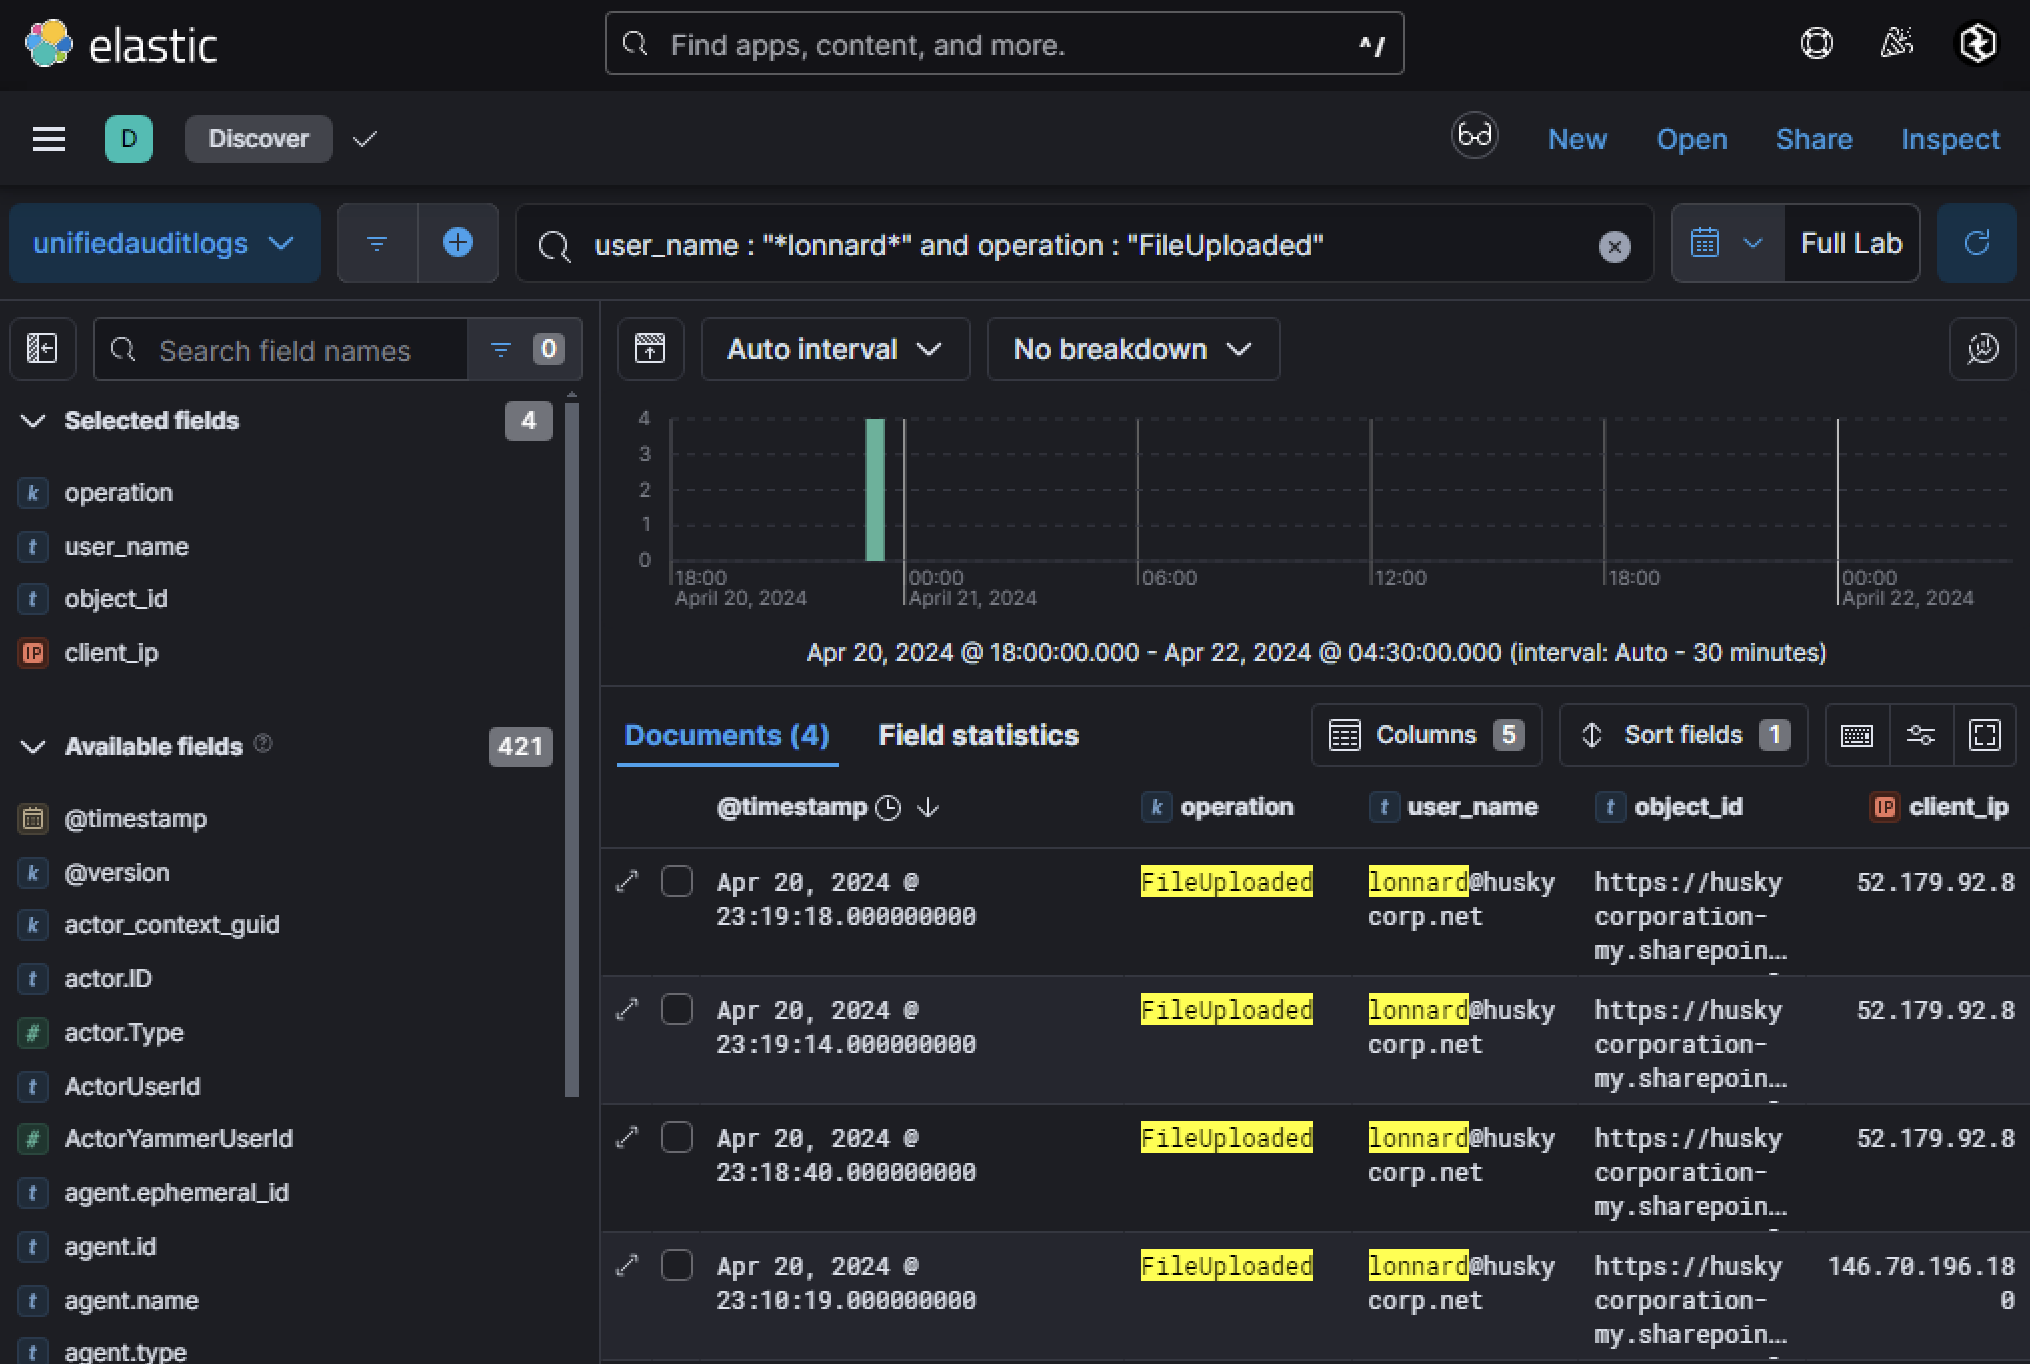 elastic
Find apps, content, and more.
^/
D
Discover
New
Open
Share
Inspect
unifiedauditlogs
user_name : "*lonnard*" and operation : "FileUploaded"
Full Lab
Search field names
0
Auto interval
No breakdown
Selected fields
4
k operation
t user_name
t object_id
IP client_ip
4
3
2
1
0
18:00
00:00
06:00
12:00
18:00
00:00
April 20, 2024
April 21, 2024
April 22, 2024
Apr 20, 2024 @ 18:00:00.000 - Apr 22, 2024 @ 04:30:00.000 (interval: Auto - 30 minutes)
Available fields
421
@timestamp
k @version
k actor_context_guid
t actor.ID
# actor.Type
t ActorUserId
# ActorYammerUserId
t agent.ephemeral_id
t agent.id
t agent.name
t agent.type
Documents (4)
Field statistics
Columns 5
Sort fields 1
@timestamp
k operation
t user_name
t object_id
IP client_ip
Apr 20, 2024 @
23:19:18.000000000
FileUploaded
lonnard@husky
corp.net
https://husky
corporation-
my.sharepoin…
52.179.92.8
Apr 20, 2024 @
23:19:14.000000000
FileUploaded
lonnard@husky
corp.net
https://husky
corporation-
my.sharepoin…
52.179.92.8
Apr 20, 2024 @
23:18:40.000000000
FileUploaded
lonnard@husky
corp.net
https://husky
corporation-
my.sharepoin…
52.179.92.8
Apr 20, 2024 @
23:10:19.000000000
FileUploaded
lonnard@husky
corp.net
https://husky
corporation-
my.sharepoin…
146.70.196.18
0